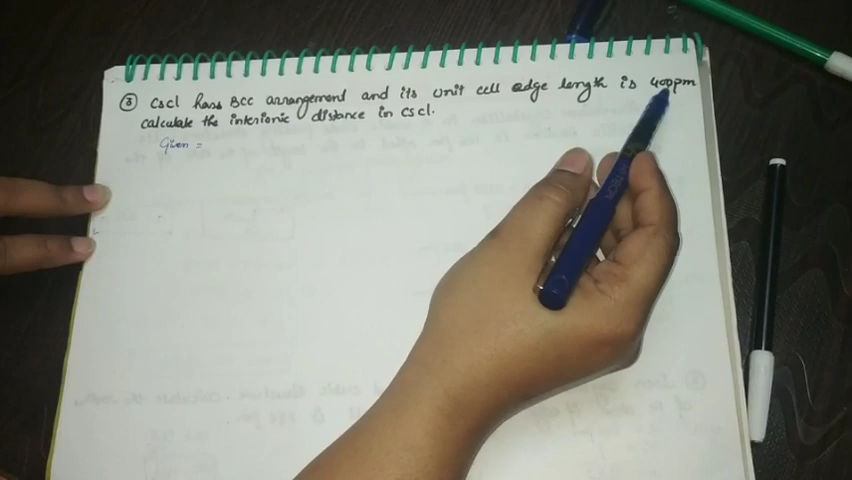 ③ CsCl has BCC arrangement and its unit cell edge length is 400pm
calculate the interionic distance in CsCl.
Given =